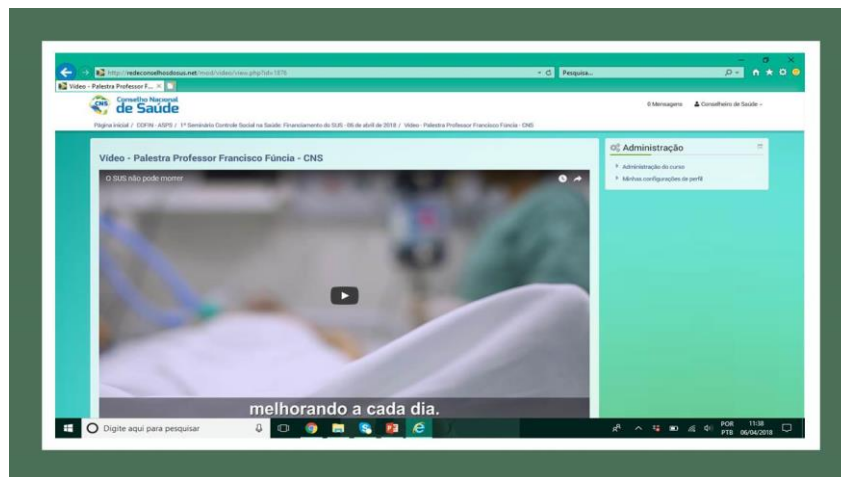 http://redeconselhosdosus.net/mod/video/view.php?id=1878
Pesquisa...
Vídeo - Palestra Professor F...
CNS
Conselho Nacional
de Saúde
0 Mensagens
Conselheiro de Saúde
Página inicial / COFIN - ASPS / 1º Seminário Controle Social na Saúde: Financiamento do SUS - 06 de abril de 2018 / Vídeo - Palestra Professor Francisco Fúncia - CNS
Vídeo - Palestra Professor Francisco Fúncia - CNS
O SUS não pode morrer
melhorando a cada dia.
Administração
Administração do curso
Minhas configurações de perfil
Digite aqui para pesquisar
POR
PTB
11:38
06/04/2018